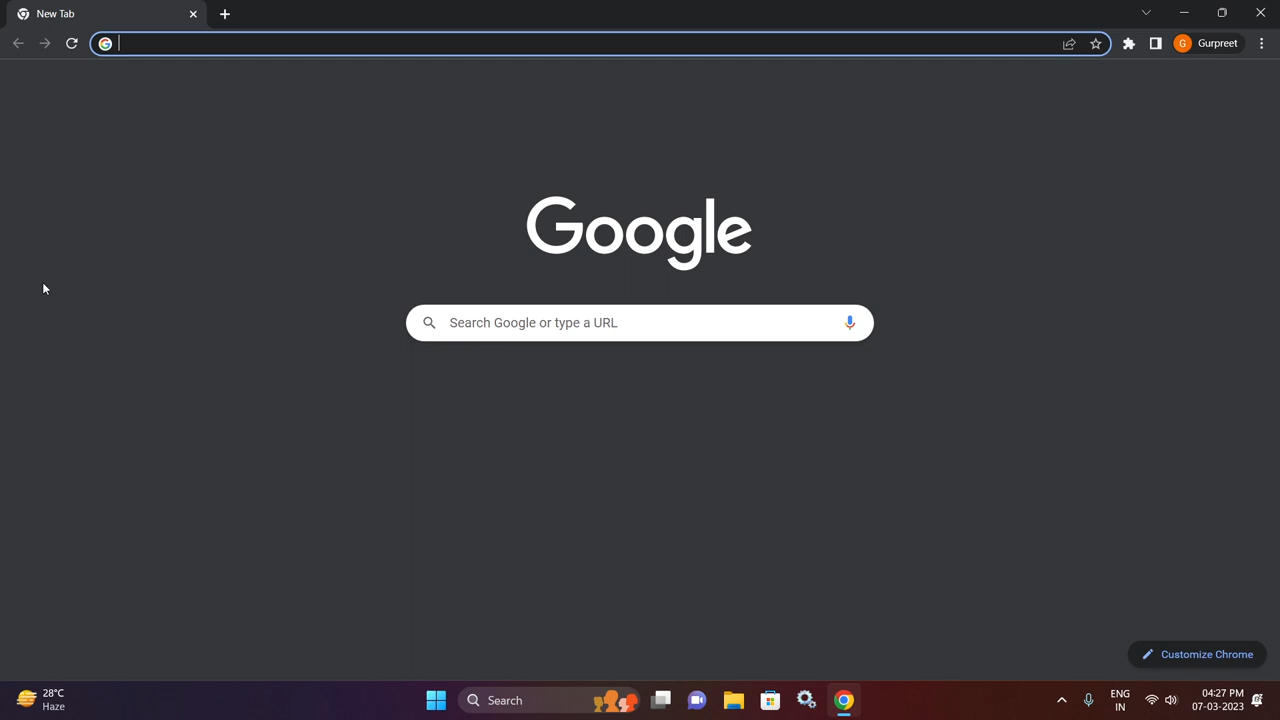 New Tab
G Gurpreet
Google
Search Google or type a URL
Customize Chrome
28°C
Haze
Search
ENG
IN
04:27 PM
07-03-2023